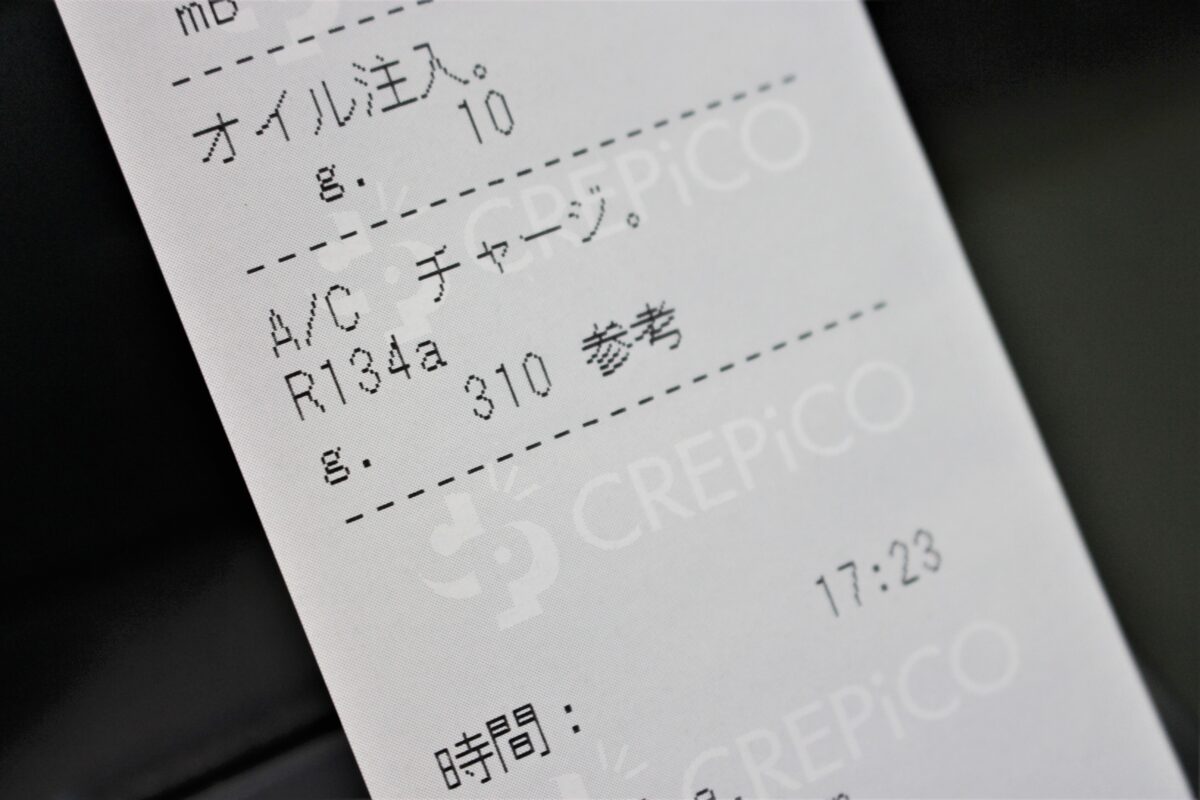 mB
オイル注入。
10
g.
A/C チャージ。
R134a
310 参考
g.
CREPiCO
CREPiCO
17:23
時間:
CREPiCO